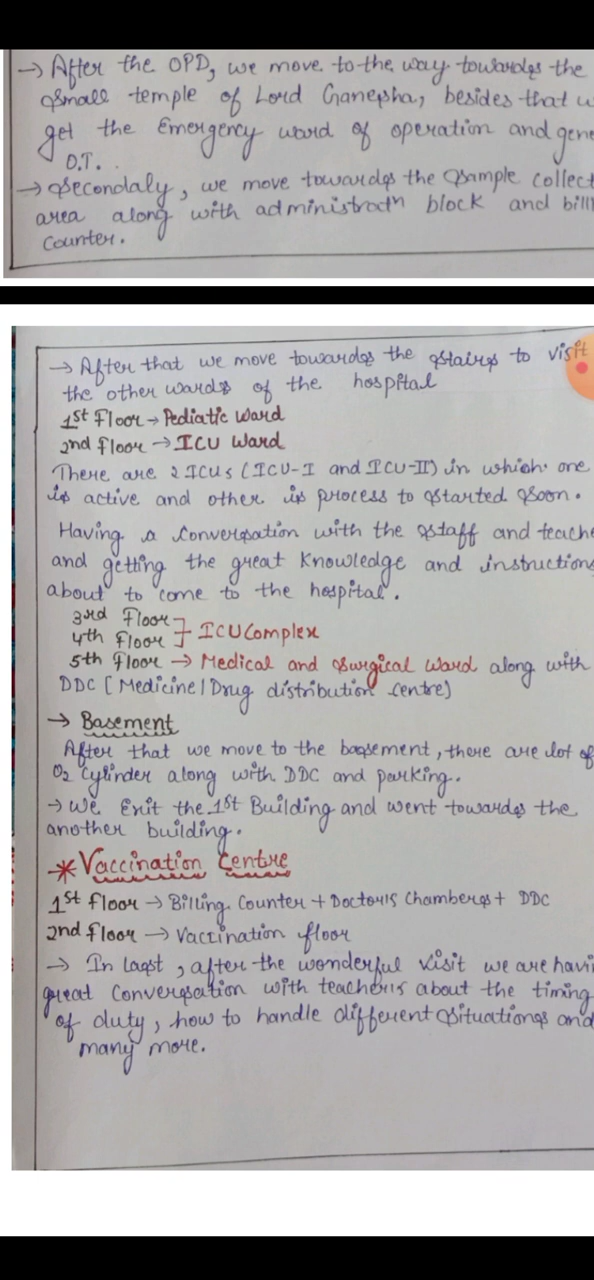 → After the OPD, we move to the way towards the
small temple of Lord Ganesha, besides that
get the Emergency ward of operation and
O.T.
→ Secondaly, we move towards the Sample
area along with administratn block and
Counter.
→ After that we move towards the stairs to visit
the other wards of the hospital
1st Floor → Pediatic Ward
2nd floor → ICU Ward
There are 2 ICUs (ICU-I and ICU-II) in which one
is active and other is process to started soon.
Having a Conversation with the staff and
and getting the great Knowledge and instructions
about to come to the hospital.
3rd Floor
4th Floor } ICU Complex
5th Floor → Medical and Surgical Ward along with
DDC [Medicine/Drug distribution centre)
→ Basement
After that we move to the basement, there are lot of
O2 Cylinder along with DDC and parking.
→ We Exit the 1st Building and went towards the
another building.
* Vaccination Centre
1st floor → Billing Counter + Doctors Chambers + DDC
2nd floor → Vacctination floor
→ In last, after the wonderful visit we are
great Conversation with teachers about the timing
of duty, how to handle different situations and
many more.